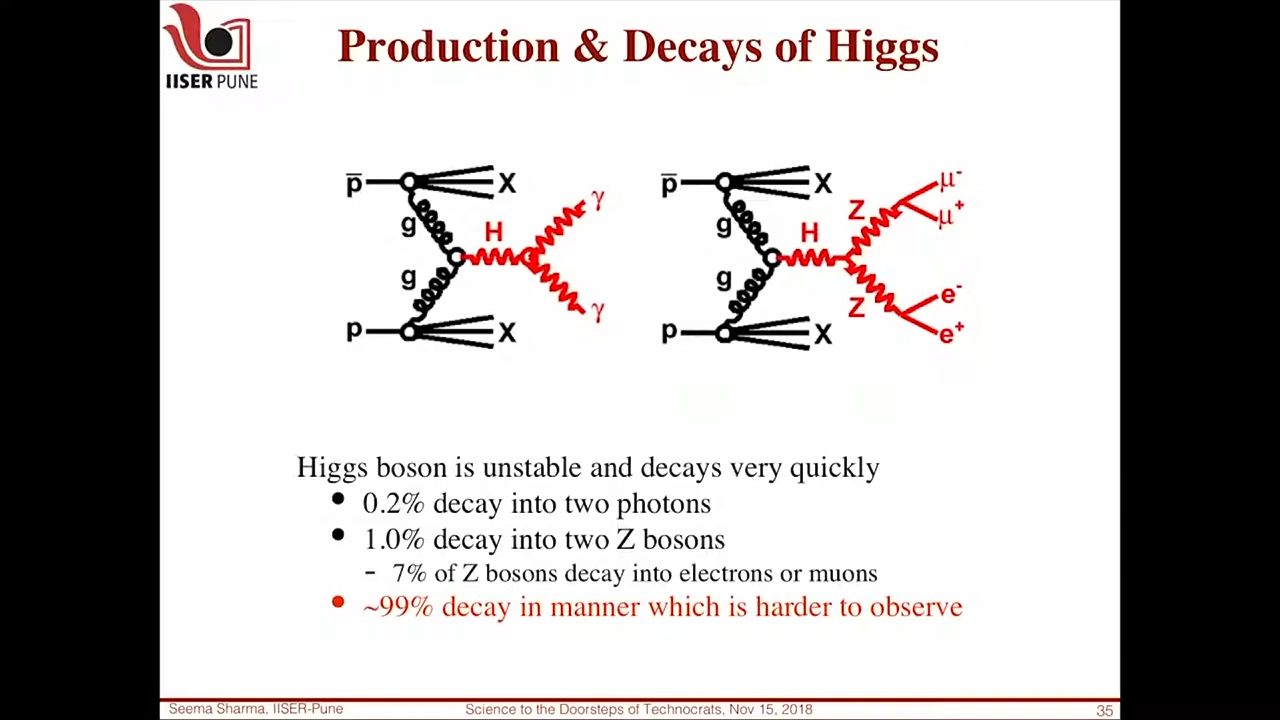 IISER PUNE
Production & Decays of Higgs
p̅ X
g
H
γ
g
γ
p X
p̅ X
g
H
Z
μ-
μ+
g
Z
e-
e+
p X
Higgs boson is unstable and decays very quickly
• 0.2% decay into two photons
• 1.0% decay into two Z bosons
- 7% of Z bosons decay into electrons or muons
• ~99% decay in manner which is harder to observe
Seema Sharma, IISER-Pune
Science to the Doorsteps of Technocrats, Nov 15, 2018
35